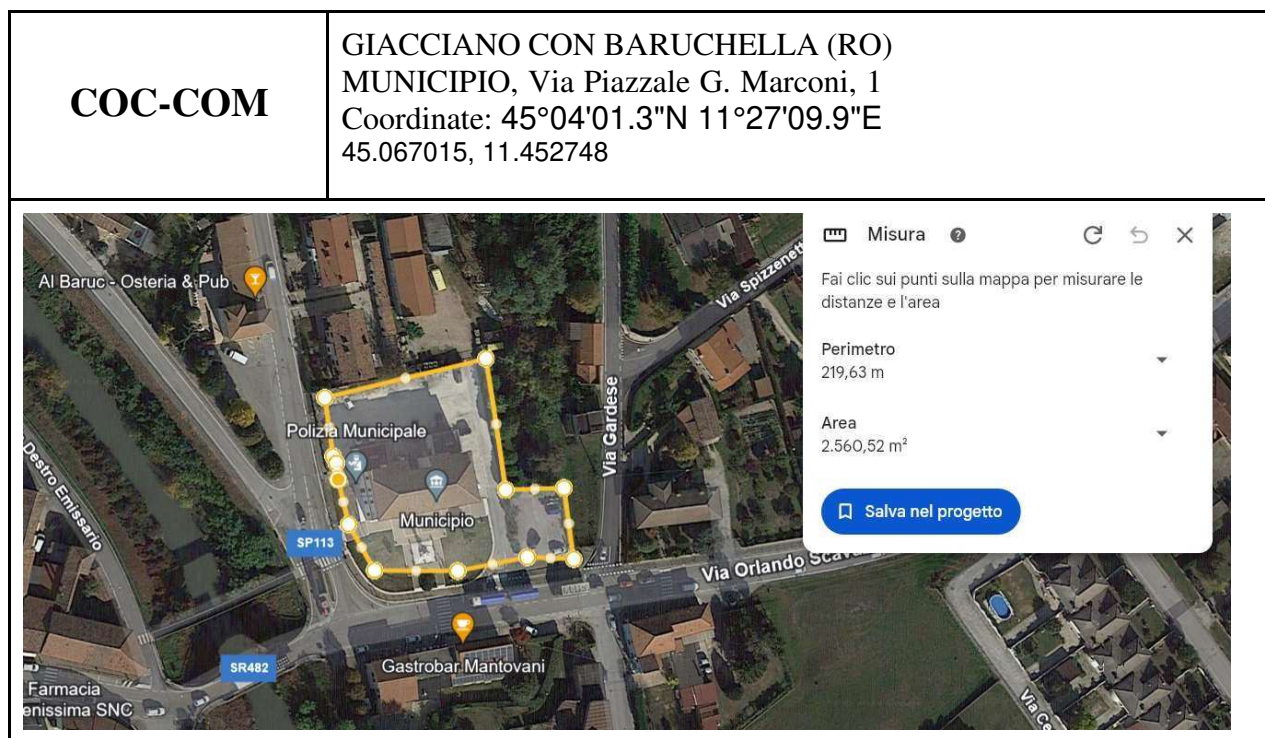 COC-COM
GIACCIANO CON BARUCHELLA (RO)
MUNICIPIO, Via Piazzale G. Marconi, 1
Coordinate: 45°04'01.3"N 11°27'09.9"E
45.067015, 11.452748
Al Baruc - Osteria & Pub
Via Spizzenett
Via Gardese
Polizia Municipale
Municipio
Destro Emissario
SP113
Via Orlando
SR482
Gastrobar Mantovani
Farmacia
enissima SNC
Misura
Fai clic sui punti sulla mappa per misurare le
distanze e l'area
Perimetro
219,63 m
Area
2.560,52 m²
Salva nel progetto